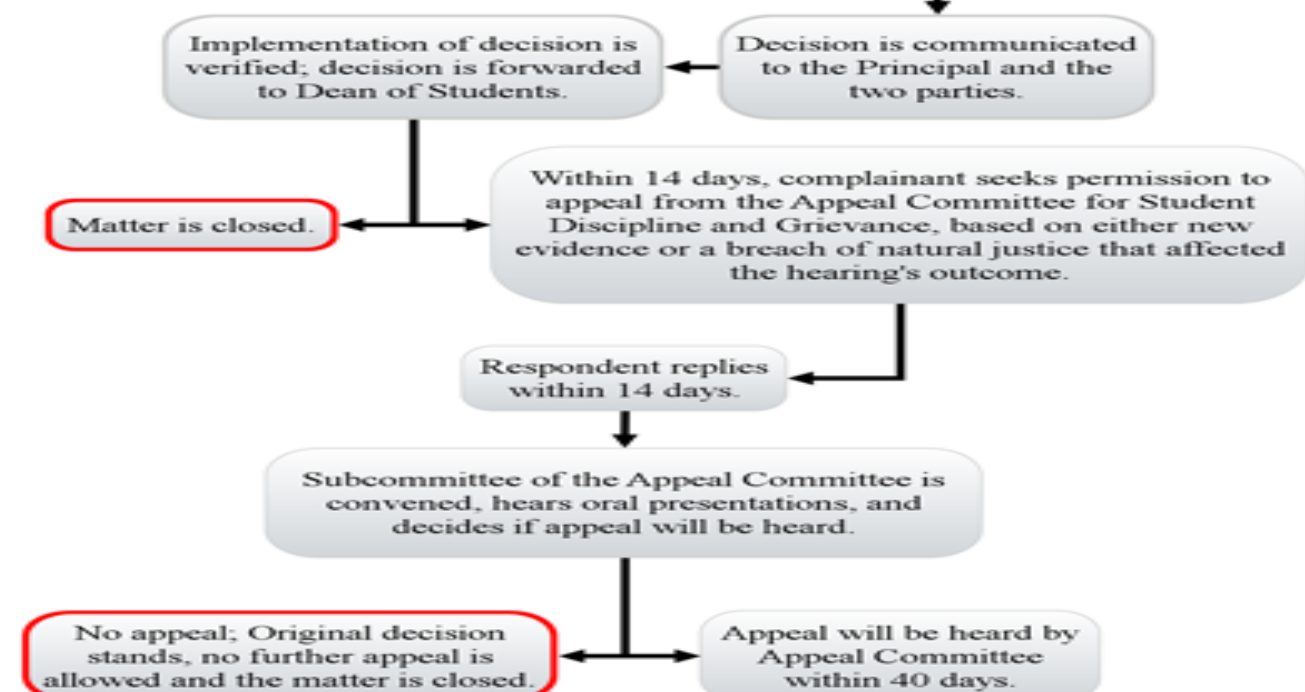 Implementation of decision is
verified; decision is forwarded
to Dean of Students.
Decision is communicated
to the Principal and the
two parties.
Matter is closed.
Within 14 days, complainant seeks permission to
appeal from the Appeal Committee for Student
Discipline and Grievance, based on either new
evidence or a breach of natural justice that affected
the hearing's outcome.
Respondent replies
within 14 days.
Subcommittee of the Appeal Committee is
convened, hears oral presentations, and
decides if appeal will be heard.
No appeal; Original decision
stands, no further appeal is
allowed and the matter is closed.
Appeal will be heard by
Appeal Committee
within 40 days.